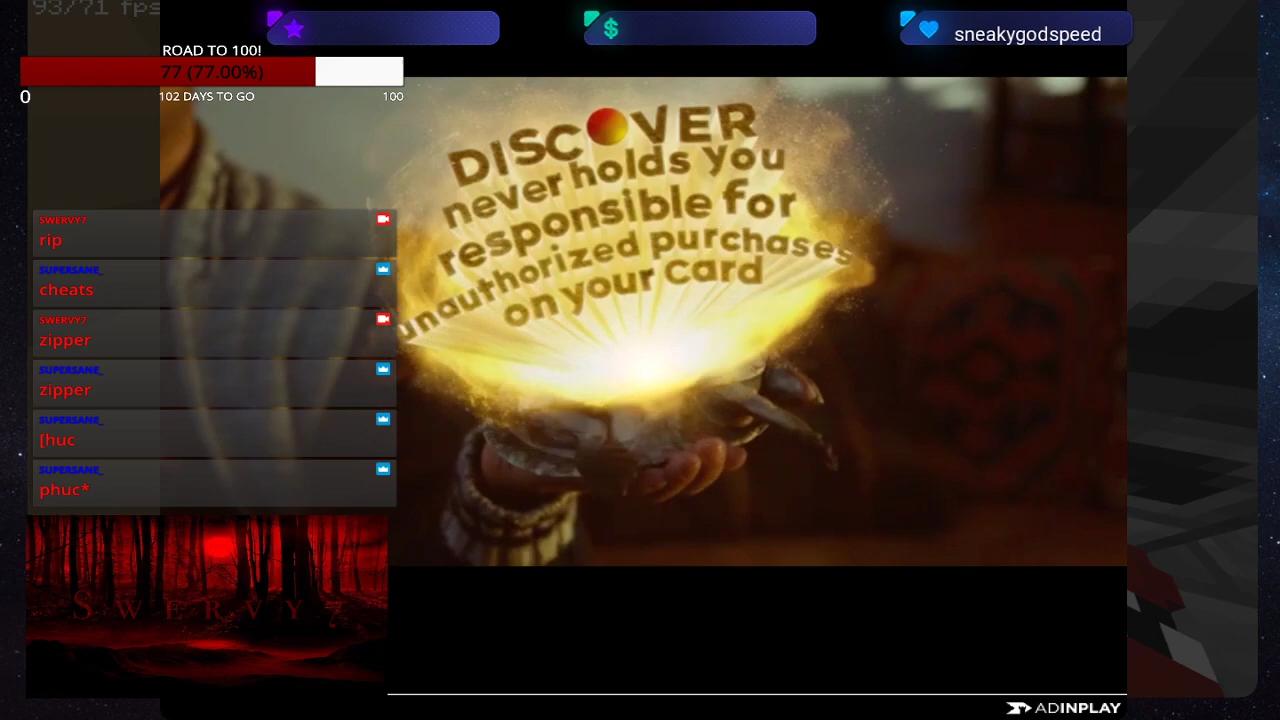 93/71 fps
sneakygodspeed
ROAD TO 100!
77 (77.00%)
0
102 DAYS TO GO
100
DISCOVER
never holds you
responsible for
unauthorized purchases
on your card
SWERVY7
rip
SUPERSANE_
cheats
SWERVY7
zipper
SUPERSANE_
zipper
SUPERSANE_
[huc
SUPERSANE_
phuc*
SWERVY7
ADINPLAY